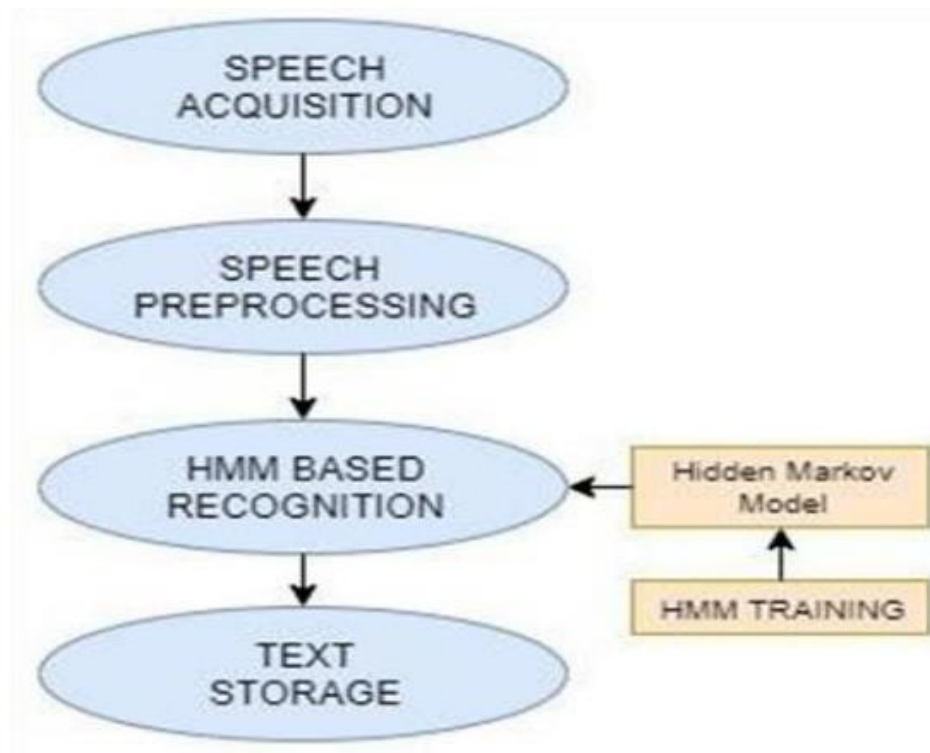 SPEECH
ACQUISITION
SPEECH
PREPROCESSING
HMM BASED
RECOGNITION
Hidden Markov
Model
HMM TRAINING
TEXT
STORAGE